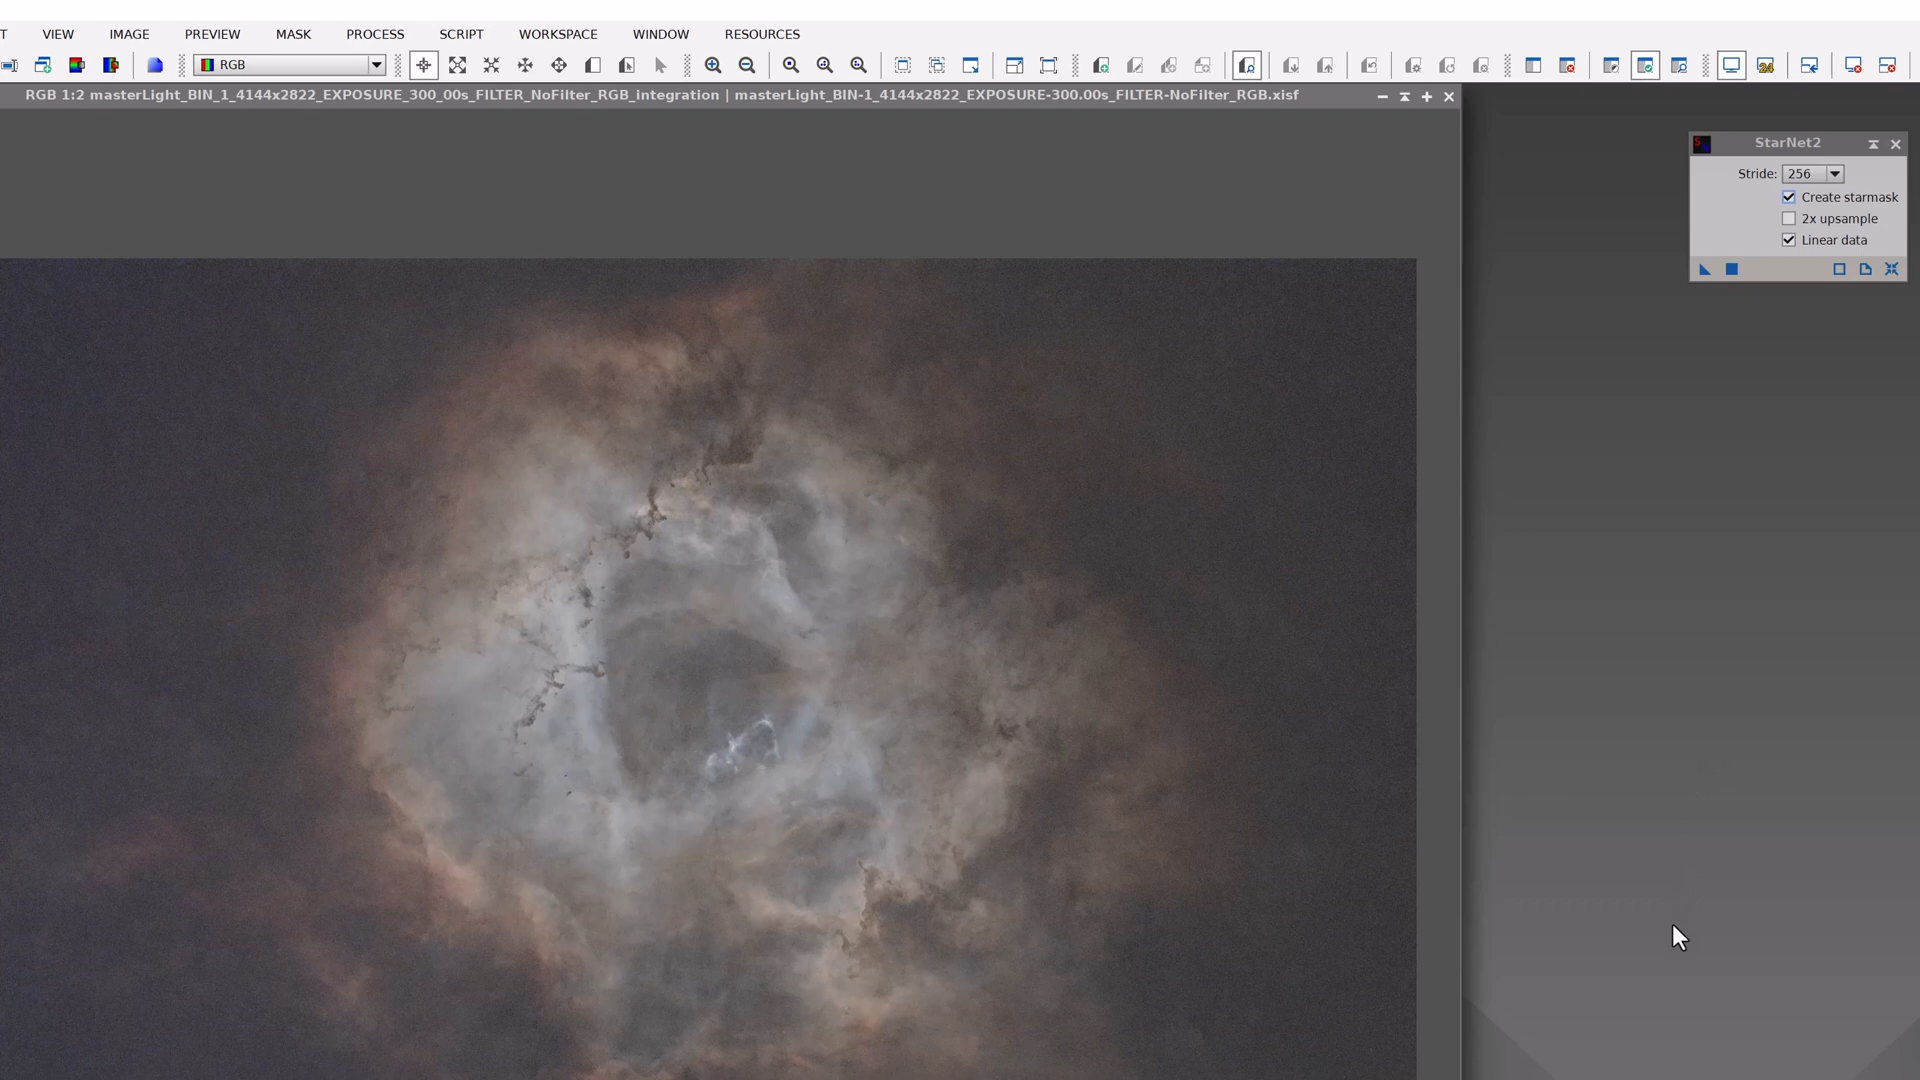 T VIEW IMAGE PREVIEW MASK PROCESS SCRIPT WORKSPACE WINDOW RESOURCES
RGB
24
RGB 1:2 masterLight_BIN_1_4144x2822_EXPOSURE_300_00s_FILTER_NoFilter_RGB_integration | masterLight_BIN-1_4144x2822_EXPOSURE-300.00s_FILTER-NoFilter_RGB.xisf
StarNet2
Stride: 256
Create starmask
2x upsample
Linear data